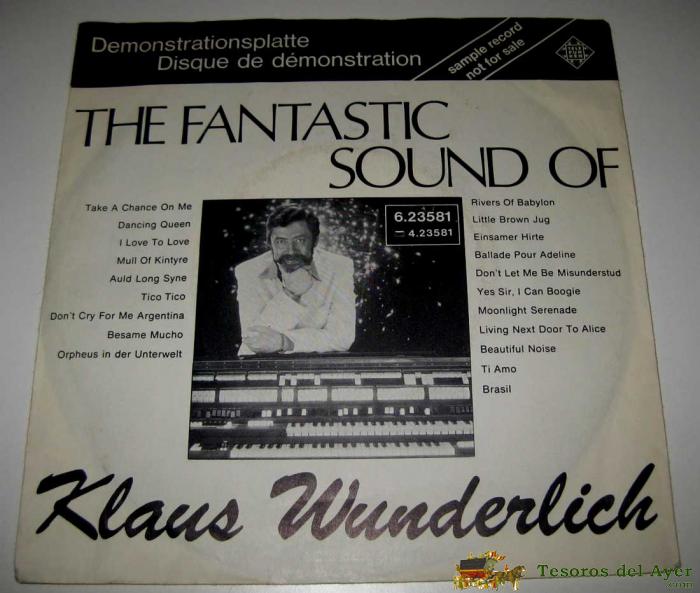 Demonstrationsplatte
Disque de démonstration
sample record
not for sale
TELE
FUN
KEN
THE FANTASTIC
SOUND OF
Take A Chance On Me
Dancing Queen
I Love To Love
Mull Of Kintyre
Auld Long Syne
Tico Tico
Don't Cry For Me Argentina
Besame Mucho
Orpheus in der Unterwelt
6.23581
4.23581
Rivers Of Babylon
Little Brown Jug
Einsamer Hirte
Ballade Pour Adeline
Don't Let Me Be Misunderstud
Yes Sir, I Can Boogie
Moonlight Serenade
Living Next Door To Alice
Beautiful Noise
Ti Amo
Brasil
Klaus Wunderlich
Tesoros del Ayer
.com